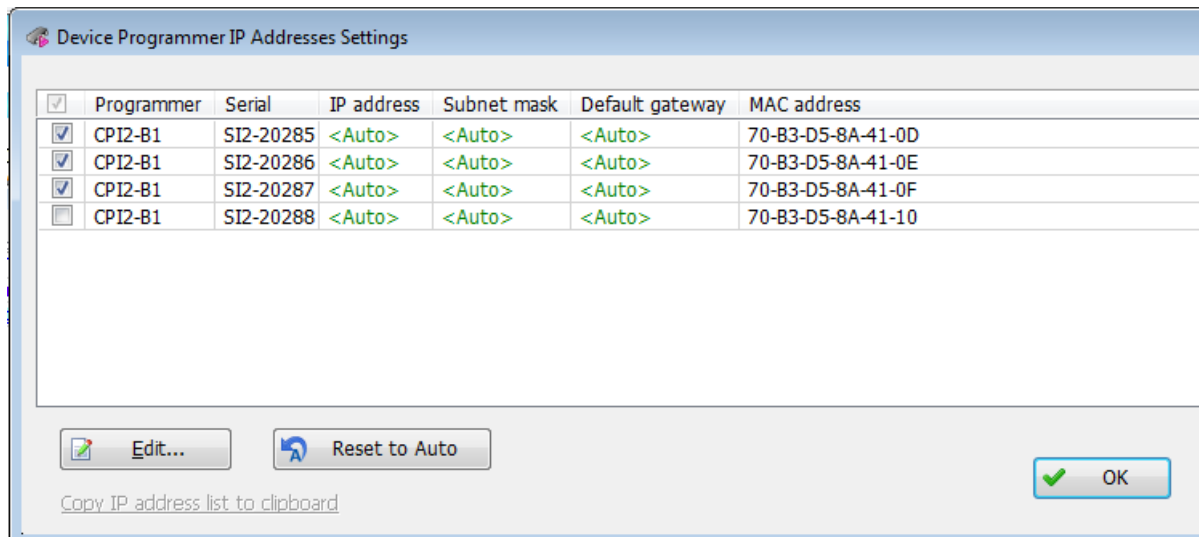 Device Programmer IP Addresses Settings
Programmer Serial IP address Subnet mask Default gateway MAC address
CPI2-B1 SI2-20285 <Auto> <Auto> <Auto> 70-B3-D5-8A-41-0D
CPI2-B1 SI2-20286 <Auto> <Auto> <Auto> 70-B3-D5-8A-41-0E
CPI2-B1 SI2-20287 <Auto> <Auto> <Auto> 70-B3-D5-8A-41-0F
CPI2-B1 SI2-20288 <Auto> <Auto> <Auto> 70-B3-D5-8A-41-10
Edit... Reset to Auto
OK
Copy IP address list to clipboard